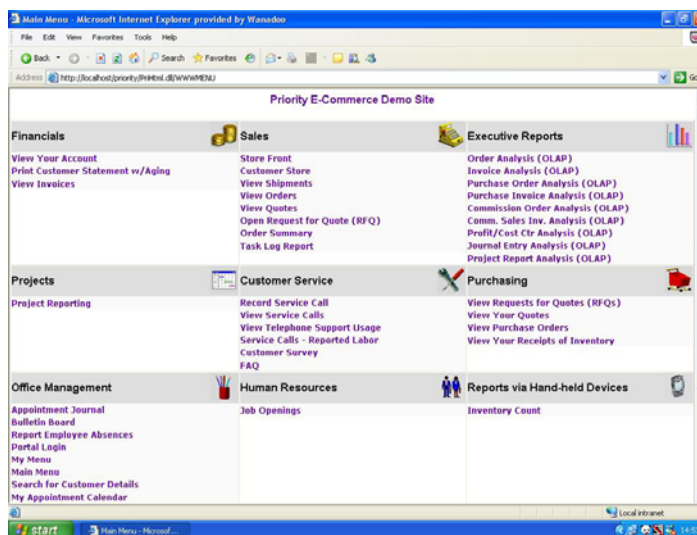 Main Menu - Microsoft Internet Explorer provided by Wanadoo
File Edit View Favorites Tools Help
Back Search Favorites
Address http://localhost/priority/PriHtml.dll/WWWMENU
Priority E-Commerce Demo Site
Financials
View Your Account
Print Customer Statement w/Aging
View Invoices
Sales
Store Front
Customer Store
View Shipments
View Orders
View Quotes
Open Request for Quote (RFQ)
Order Summary
Task Log Report
Executive Reports
Order Analysis (OLAP)
Invoice Analysis (OLAP)
Purchase Order Analysis (OLAP)
Purchase Invoice Analysis (OLAP)
Commission Order Analysis (OLAP)
Comm. Sales Inv. Analysis (OLAP)
Profit/Cost Ctr Analysis (OLAP)
Journal Entry Analysis (OLAP)
Project Report Analysis (OLAP)
Projects
Project Reporting
Customer Service
Record Service Call
View Service Calls
View Telephone Support Usage
Service Calls - Reported Labor
Customer Survey
FAQ
Purchasing
View Requests for Quotes (RFQs)
View Your Quotes
View Purchase Orders
View Your Receipts of Inventory
Office Management
Appointment Journal
Bulletin Board
Report Employee Absences
Portal Login
My Menu
Main Menu
Search for Customer Details
My Appointment Calendar
Human Resources
Job Openings
Reports via Hand-held Devices
Inventory Count
Local intranet
start Main Menu - Microsof...